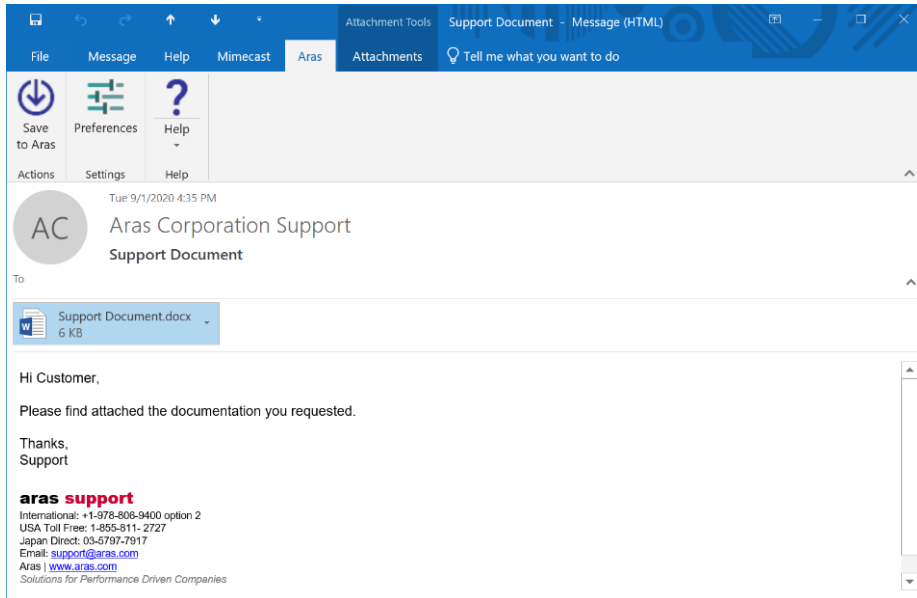 Attachment Tools Support Document - Message (HTML)
File Message Help Mimecast Aras Attachments Tell me what you want to do
Save to Aras
Preferences
Help
Actions Settings Help
AC
Tue 9/1/2020 4:35 PM
Aras Corporation Support
Support Document
To
Support Document.docx
6 KB
Hi Customer,
Please find attached the documentation you requested.
Thanks,
Support
aras support
International: +1-978-806-9400 option 2
USA Toll Free: 1-855-811- 2727
Japan Direct: 03-5797-7917
Email: support@aras.com
Aras | www.aras.com
Solutions for Performance Driven Companies